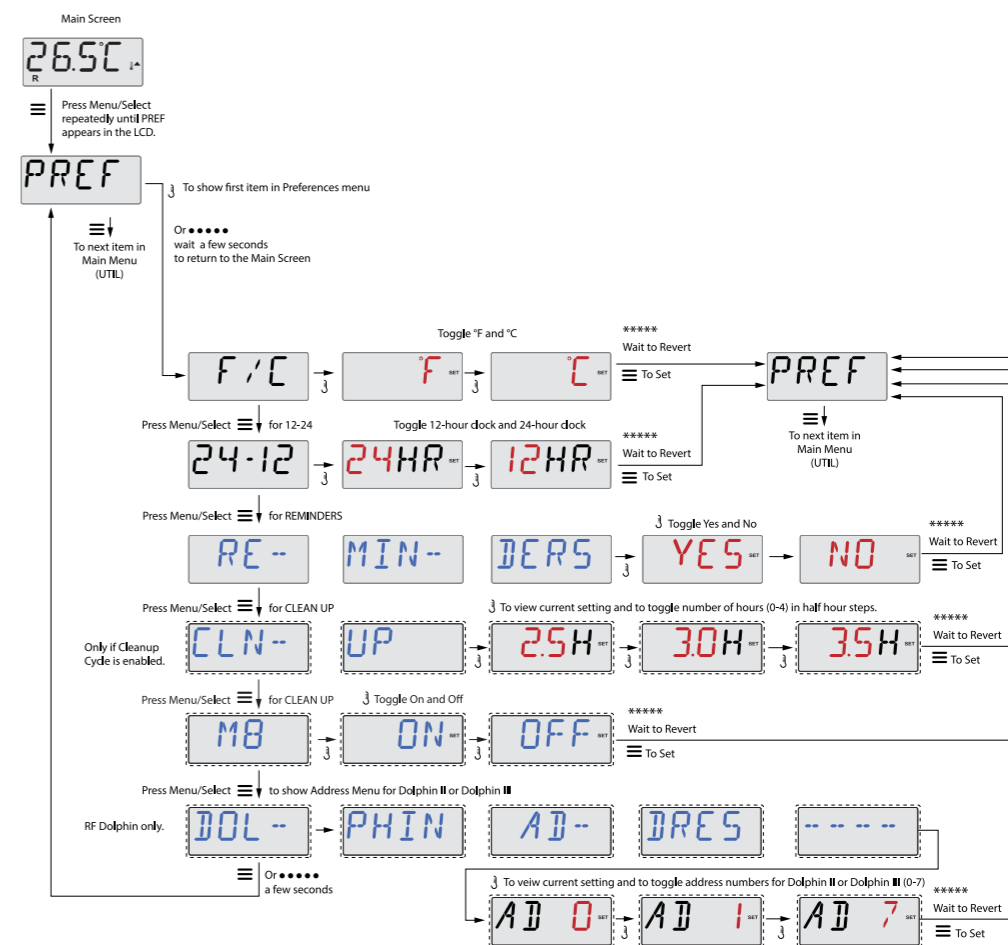 Main Screen
26.5°C
R
Press Menu/Select
repeatedly until PREF
appears in the LCD.
PREF
To show first item in Preferences menu
To next item in
Main Menu
(UTIL)
Or •••••
wait a few seconds
to return to the Main Screen
Toggle °F and °C
F/C
°F SET
°C SET
*****
Wait to Revert
To Set
PREF
To next item in
Main Menu
(UTIL)
Press Menu/Select for 12-24
Toggle 12-hour clock and 24-hour clock
24-12
24HR SET
12HR SET
*****
Wait to Revert
To Set
Press Menu/Select for REMINDERS
Toggle Yes and No
RE-
MIN-
DERS
YES SET
NO SET
*****
Wait to Revert
To Set
Press Menu/Select for CLEAN UP
To view current setting and to toggle number of hours (0-4) in half hour steps.
Only if Cleanup
Cycle is enabled.
CLN-
UP
2.5H SET
3.0H SET
3.5H SET
*****
Wait to Revert
To Set
Press Menu/Select for CLEAN UP
Toggle On and Off
M8
ON SET
OFF SET
*****
Wait to Revert
To Set
Press Menu/Select to show Address Menu for Dolphin II or Dolphin III
RF Dolphin only.
DOL-
PHIN
AD-
DRES
----
Or •••••
a few seconds
To veiw current setting and to toggle address numbers for Dolphin II or Dolphin III (0-7)
AD 0 SET
AD 1 SET
AD 7 SET
*****
Wait to Revert
To Set